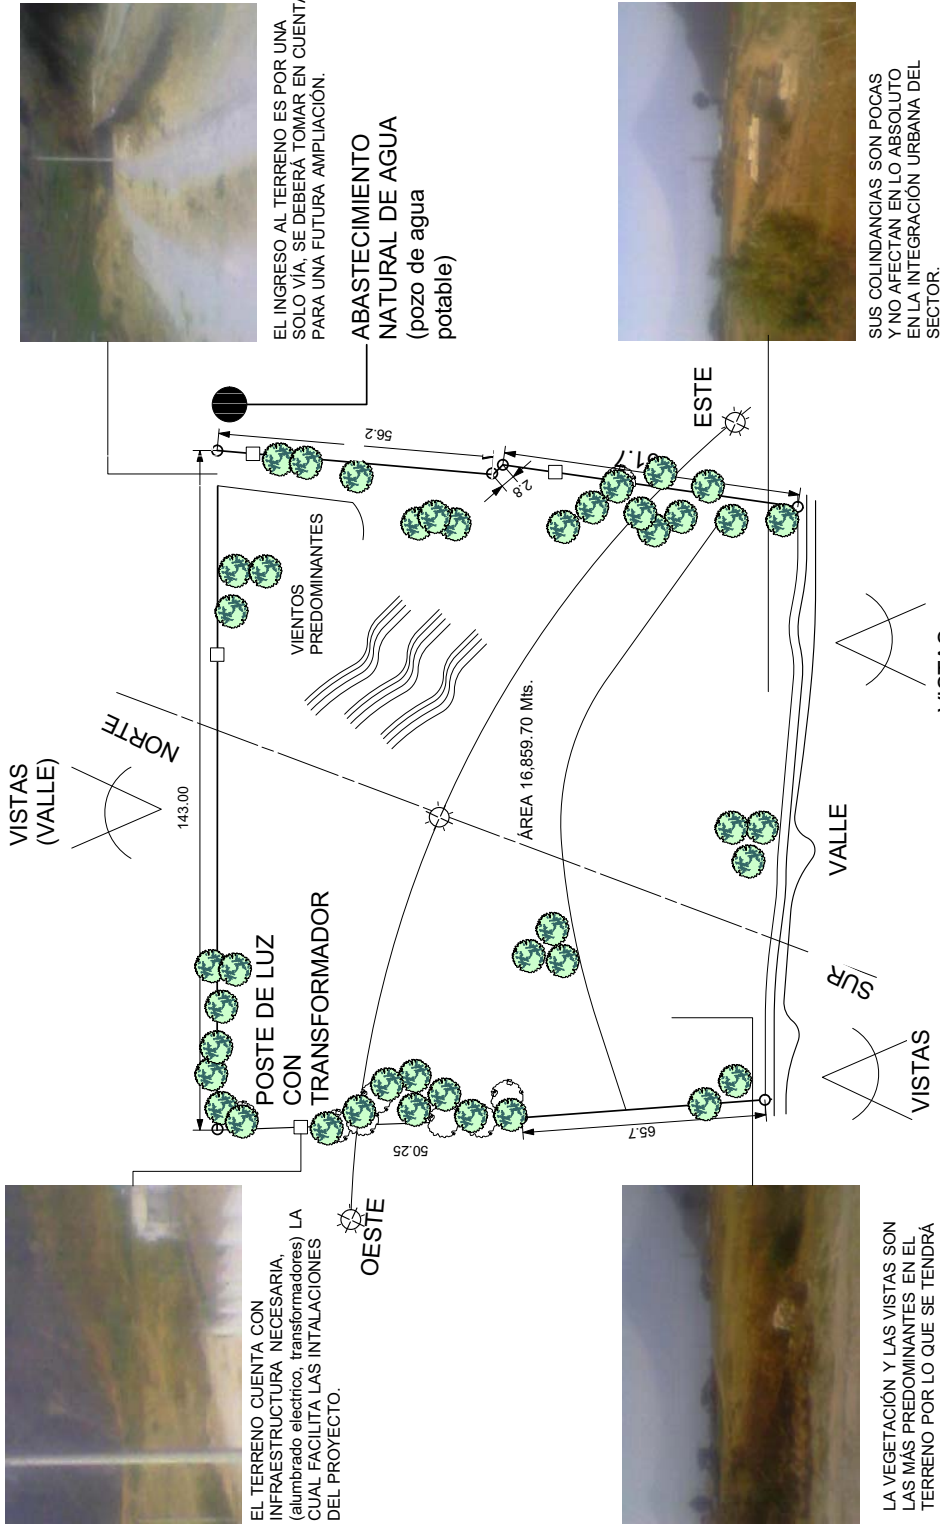 EL TERRENO CUENTA CON
INFRAESTRUCTURA NECESARIA,
(alumbrado electrico, transformadores) LA
CUAL FACILITA LAS INTALACIONES
DEL PROYECTO.
EL INGRESO AL TERRENO ES POR UNA
SOLO VÍA, SE DEBERÁ TOMAR EN CUENTA
PARA UNA FUTURA AMPLIACIÓN.
ABASTECIMIENTO
NATURAL DE AGUA
(pozo de agua
potable)
VISTAS
(VALLE)
143.00
NORTE
POSTE DE LUZ
CON
TRANSFORMADOR
VIENTOS
PREDOMINANTES
56.2
2.8
ESTE
OESTE
50.25
65.7
ÁREA 16,859.70 Mts.
SUR
VALLE
VISTAS
VISTAS
LA VEGETACIÓN Y LAS VISTAS SON
LAS MÁS PREDOMINANTES EN EL
TERRENO POR LO QUE SE TENDRÁ
SUS COLINDANCIAS SON POCAS
Y NO AFECTAN EN LO ABSOLUTO
EN LA INTEGRACIÓN URBANA DEL
SECTOR.